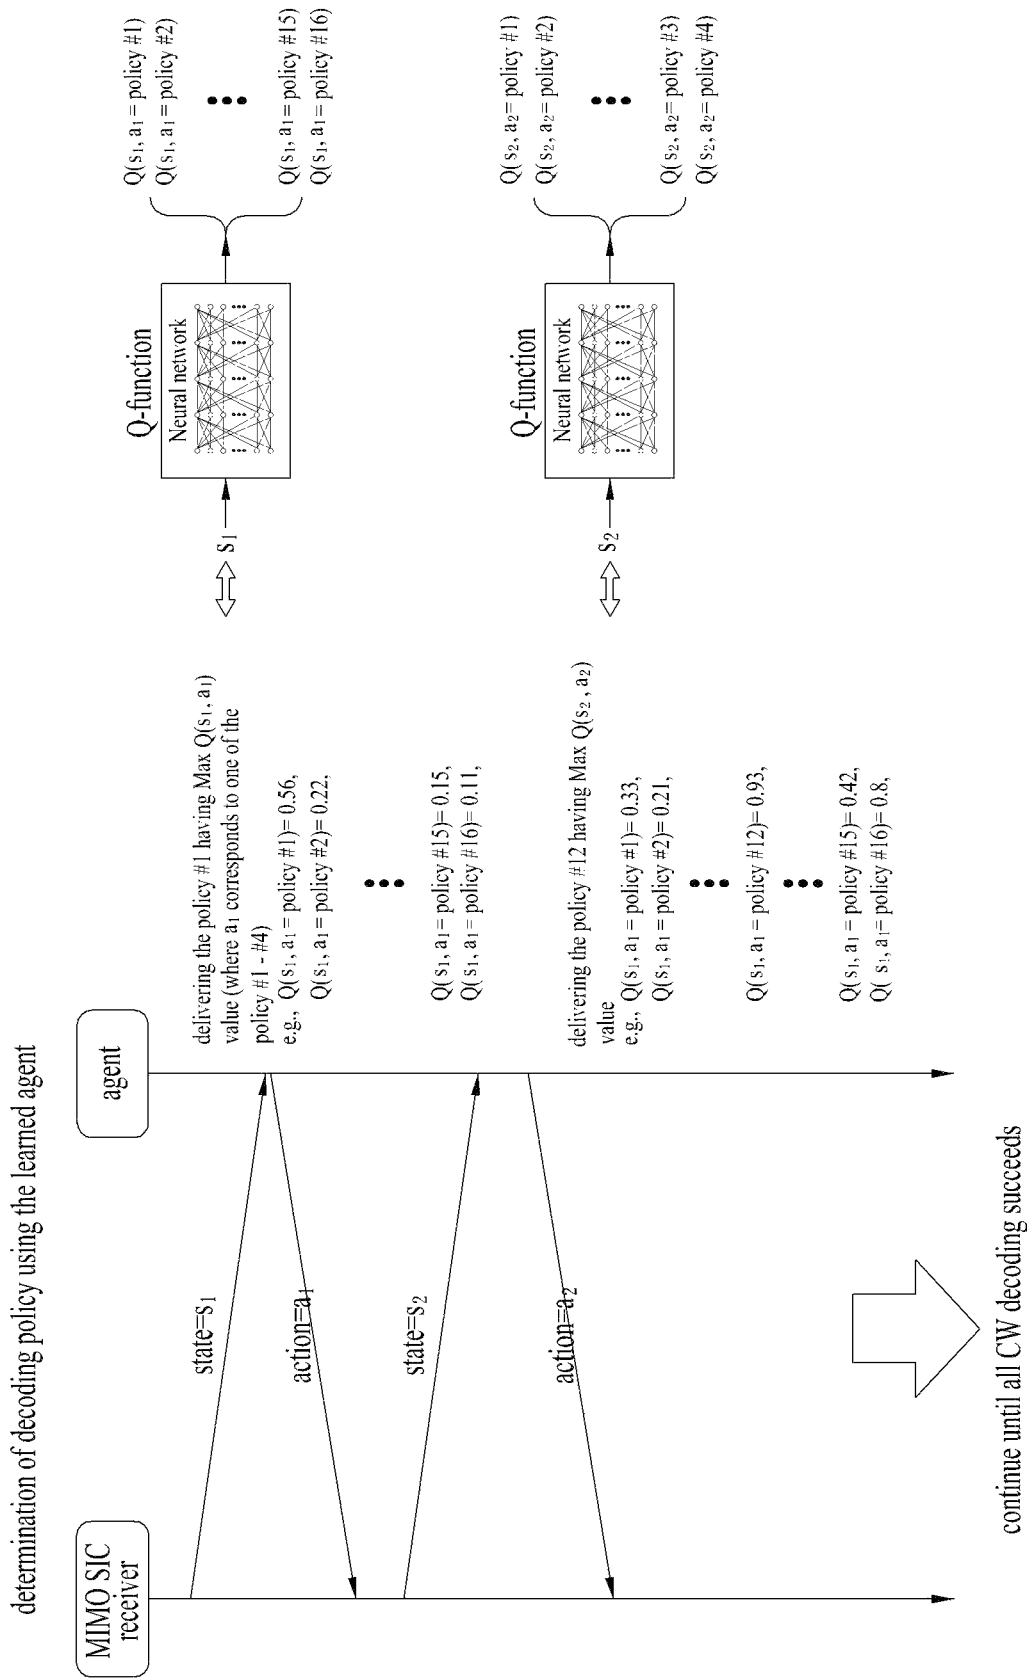 determination of decoding policy using the learned agent
MIMO SIC
receiver
agent
state=s1
action=a1
state=s2
action=a2
delivering the policy #1 having Max Q(s1, a1)
value (where a1 corresponds to one of the
policy #1 - #4)
e.g., Q(s1, a1 = policy #1)= 0.56,
Q(s1, a1 = policy #2)= 0.22,
•••
Q(s1, a1 = policy #15)= 0.15,
Q(s1, a1 = policy #16)= 0.11,
delivering the policy #12 having Max Q(s2, a2)
value
e.g., Q(s1, a1 = policy #1)= 0.33,
Q(s1, a1 = policy #2)= 0.21,
•••
Q(s1, a1 = policy #12)= 0.93,
•••
Q(s1, a1 = policy #15)= 0.42,
Q( s1, a1= policy #16)= 0.8,
s1
Q-function
Neural network
Q(s1, a1 = policy #1)
Q(s1, a1 = policy #2)
•••
Q(s1, a1 = policy #15)
Q(s1, a1 = policy #16)
s2
Q-function
Neural network
Q(s2, a2= policy #1)
Q(s2, a2= policy #2)
•••
Q(s2, a2= policy #3)
Q(s2, a2= policy #4)
continue until all CW decoding succeeds